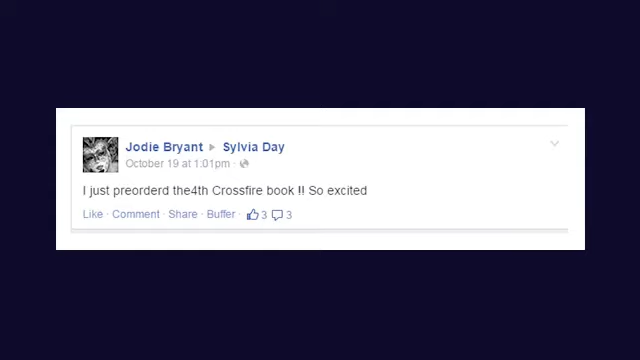 Jodie Bryant ▸ Sylvia Day
October 19 at 1:01pm ·
I just preorderd the4th Crossfire book !! So excited
Like · Comment · Share · Buffer · 3 3